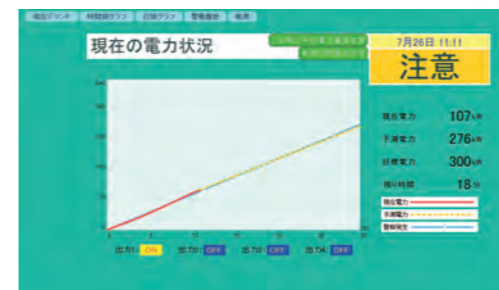 現在デマンド 時間別グラフ 日別グラフ 警報履歴 帳票
現在の電力状況
7月26日 11:11
注意
現在電力 107kW
予測電力 276kW
目標電力 300kW
残り時間 18分
現在電力
予測電力
警報発生
出力1: ON 出力2: OFF 出力3: OFF 出力4: OFF